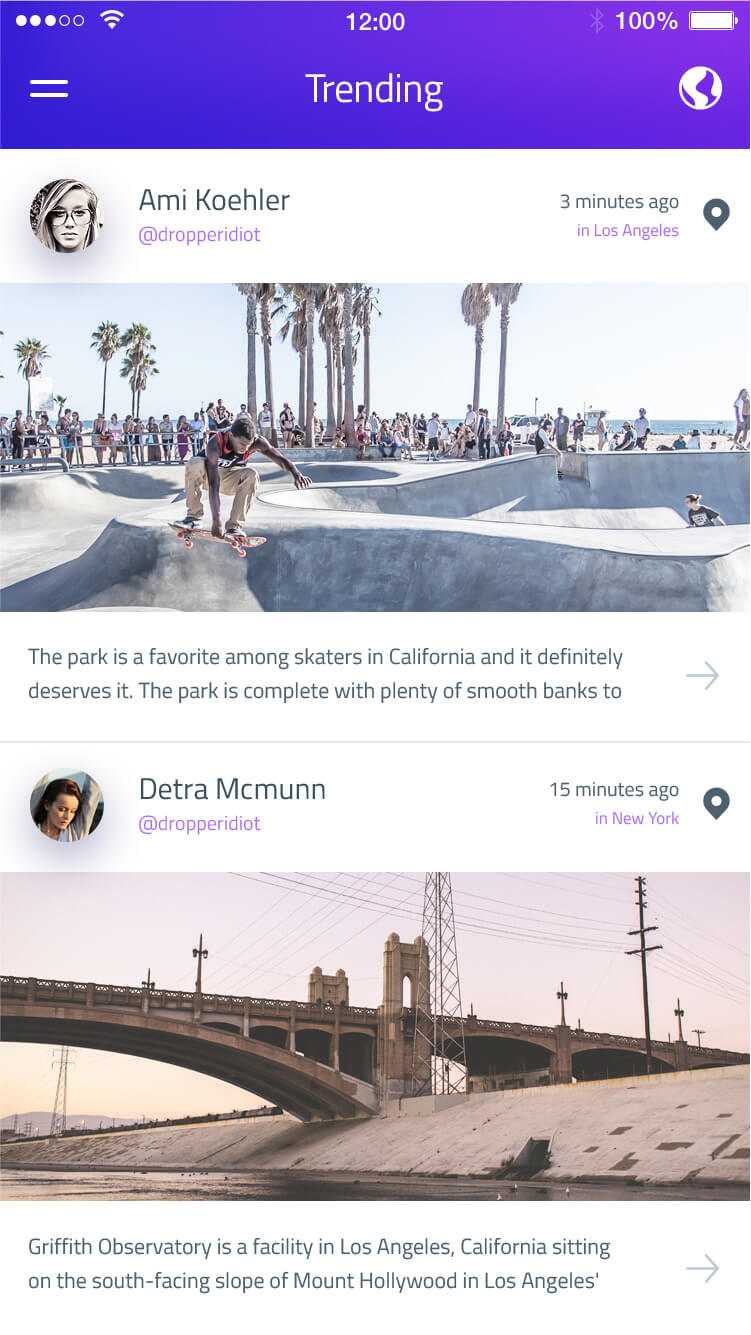 12:00
100%
Trending
Ami Koehler
3 minutes ago
@dropperidiot
in Los Angeles
The park is a favorite among skaters in California and it definitely
deserves it. The park is complete with plenty of smooth banks to
Detra Mcmunn
15 minutes ago
@dropperidiot
in New York
Griffith Observatory is a facility in Los Angeles, California sitting
on the south-facing slope of Mount Hollywood in Los Angeles'